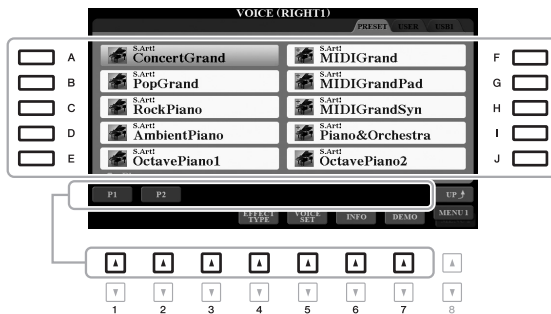 VOICE (RIGHT1)
PRESET USER USB1
A S.Art! ConcertGrand S.Art! MIDIGrand F
B S.Art! PopGrand S.Art! MIDIGrandPad G
C S.Art! RockPiano S.Art! MIDIGrandSyn H
D S.Art! AmbientPiano S.Art! Piano&Orchestra I
E S.Art! OctavePiano1 S.Art! OctavePiano2 J
P1 P2 UP
EFFECT TYPE VOICE SET INFO DEMO MENU 1
1 2 3 4 5 6 7 8